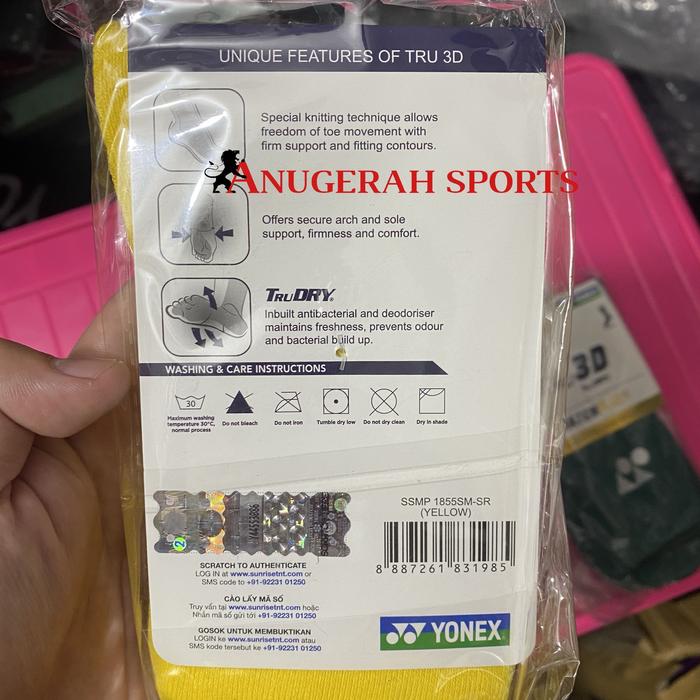 UNIQUE FEATURES OF TRU 3D
Special knitting technique allows
freedom of toe movement with
firm support and fitting contours.
ANUGERAH SPORTS
Offers secure arch and sole
support, firmness and comfort.
TRUDRY
Inbuilt antibacterial and deodoriser
maintains freshness, prevents odour
and bacterial build up.
WASHING & CARE INSTRUCTIONS
30
Maximum washing
temperature 30°C,
normal process
Do not bleach
Do not iron
Tumble dry low
Do not dry clean
Dry in shade
SSMP 1855SM-SR
(YELLOW)
8 887261 831985
SCRATCH TO AUTHENTICATE
LOG IN at www.sunrisetnt.com or
SMS code to +91-92231 01250
CÀO LẤY MÃ SỐ
Truy vấn tại www.sunrisetnt.com hoặc
Nhắn mã số gửi tới +91-92231 01250
GOSOK UNTUK MEMBUKTIKAN
LOGIN ke www.sunrisetnt.com atau
SMS kode tersebut ke +91-92231 01250
YONEX
3D